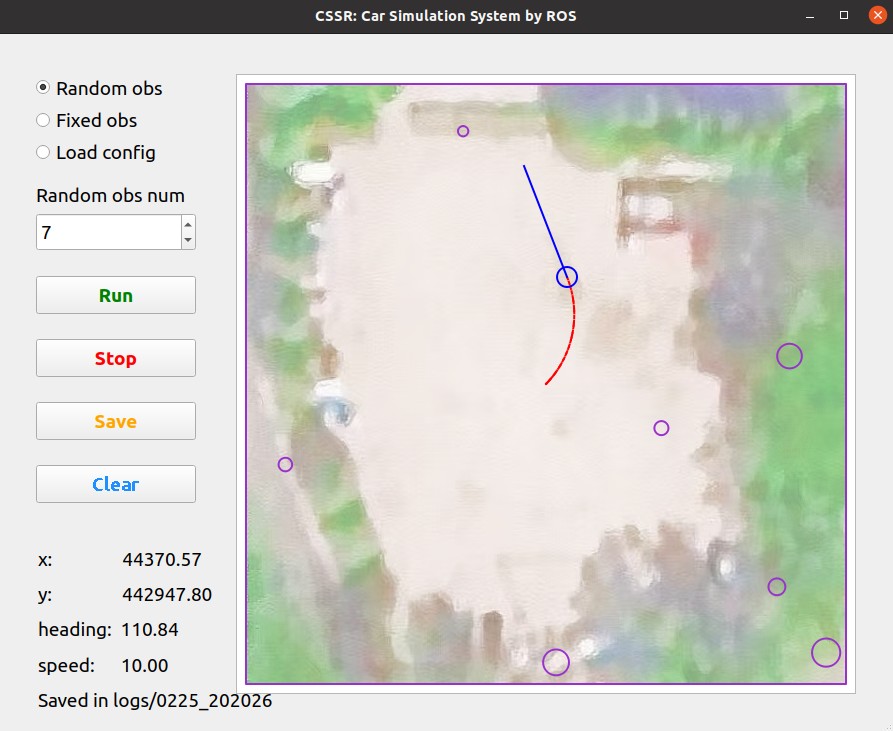 CSSR: Car Simulation System by ROS
Random obs
Fixed obs
Load config
Random obs num
7
Run
Stop
Save
Clear
x: 44370.57
y: 442947.80
heading: 110.84
speed: 10.00
Saved in logs/0225_202026